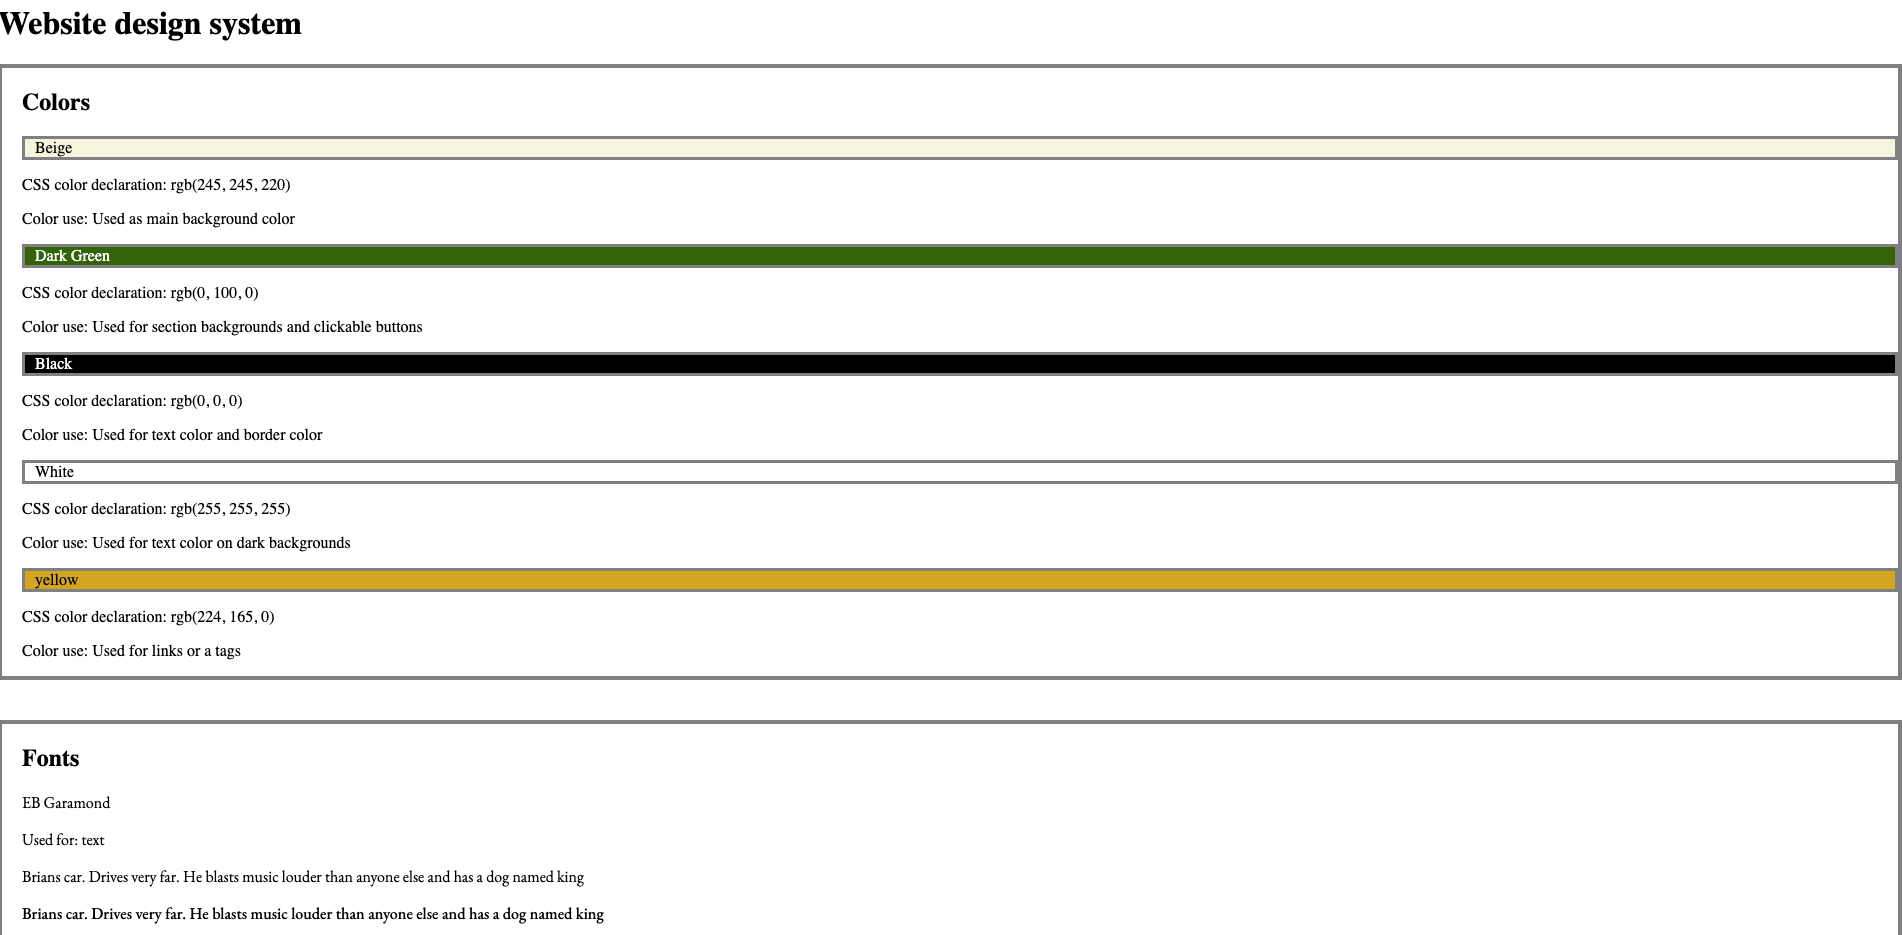 Website design system
Colors
Beige
CSS color declaration: rgb(245, 245, 220)
Color use: Used as main background color
Dark Green
CSS color declaration: rgb(0, 100, 0)
Color use: Used for section backgrounds and clickable buttons
Black
CSS color declaration: rgb(0, 0, 0)
Color use: Used for text color and border color
White
CSS color declaration: rgb(255, 255, 255)
Color use: Used for text color on dark backgrounds
yellow
CSS color declaration: rgb(224, 165, 0)
Color use: Used for links or a tags
Fonts
EB Garamond
Used for: text
Brians car. Drives very far. He blasts music louder than anyone else and has a dog named king
Brians car. Drives very far. He blasts music louder than anyone else and has a dog named king